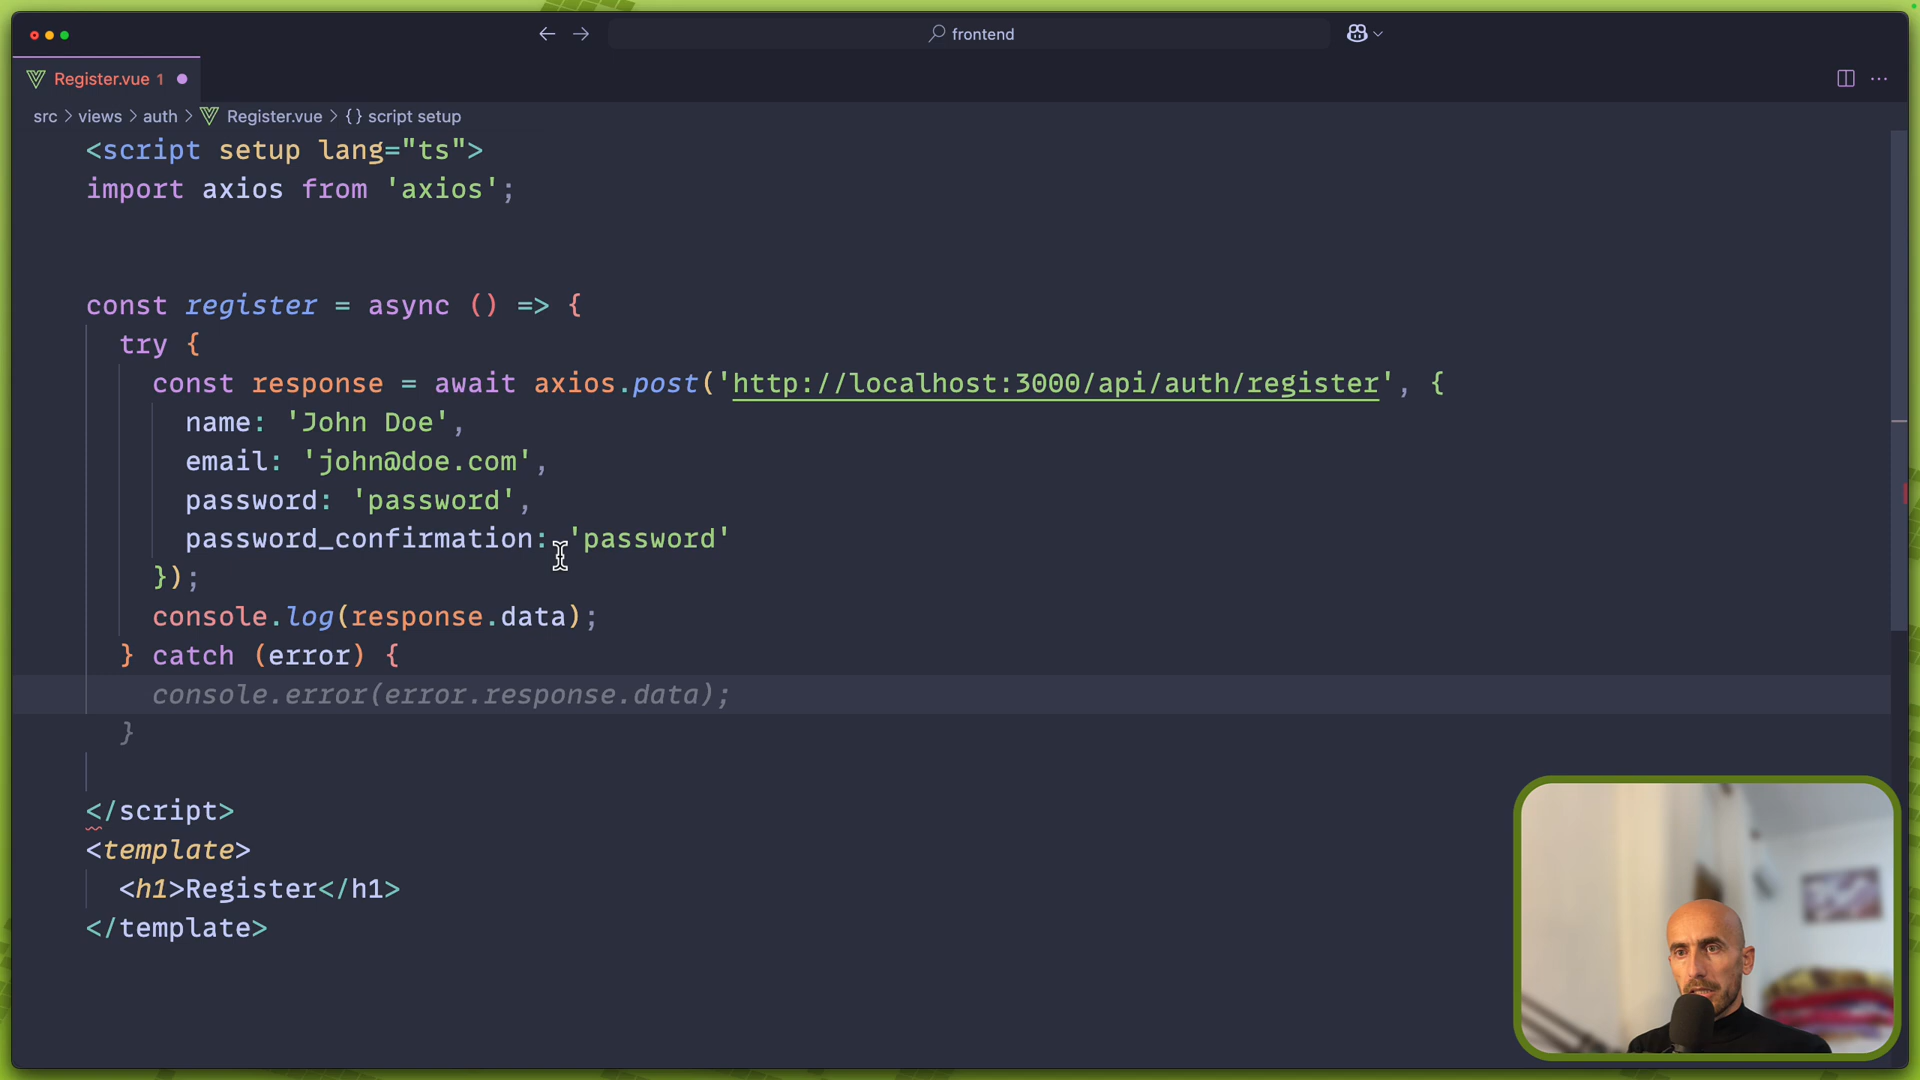 frontend
Register.vue 1
src > views > auth > Register.vue > {} script setup
<script setup lang="ts">
import axios from 'axios';
const register = async () => {
try {
const response = await axios.post('http://localhost:3000/api/auth/register', {
name: 'John Doe',
email: 'john@doe.com',
password: 'password',
password_confirmation: 'password'
});
console.log(response.data);
} catch (error) {
console.error(error.response.data);
}
</script>
<template>
<h1>Register</h1>
</template>